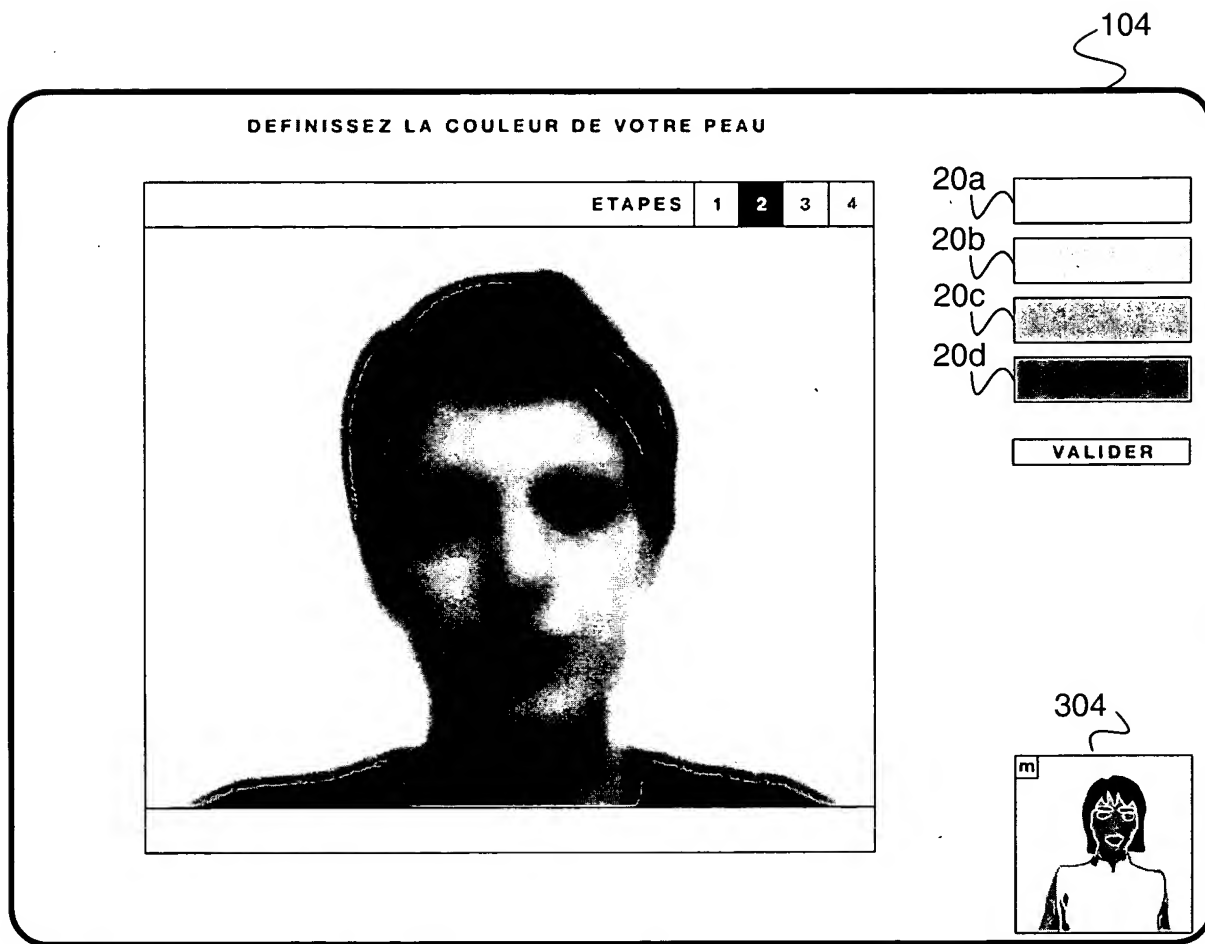 104
DEFINISSEZ LA COULEUR DE VOTRE PEAU
ETAPES 1 2 3 4
20a
20b
20c
20d
VALIDER
304
m